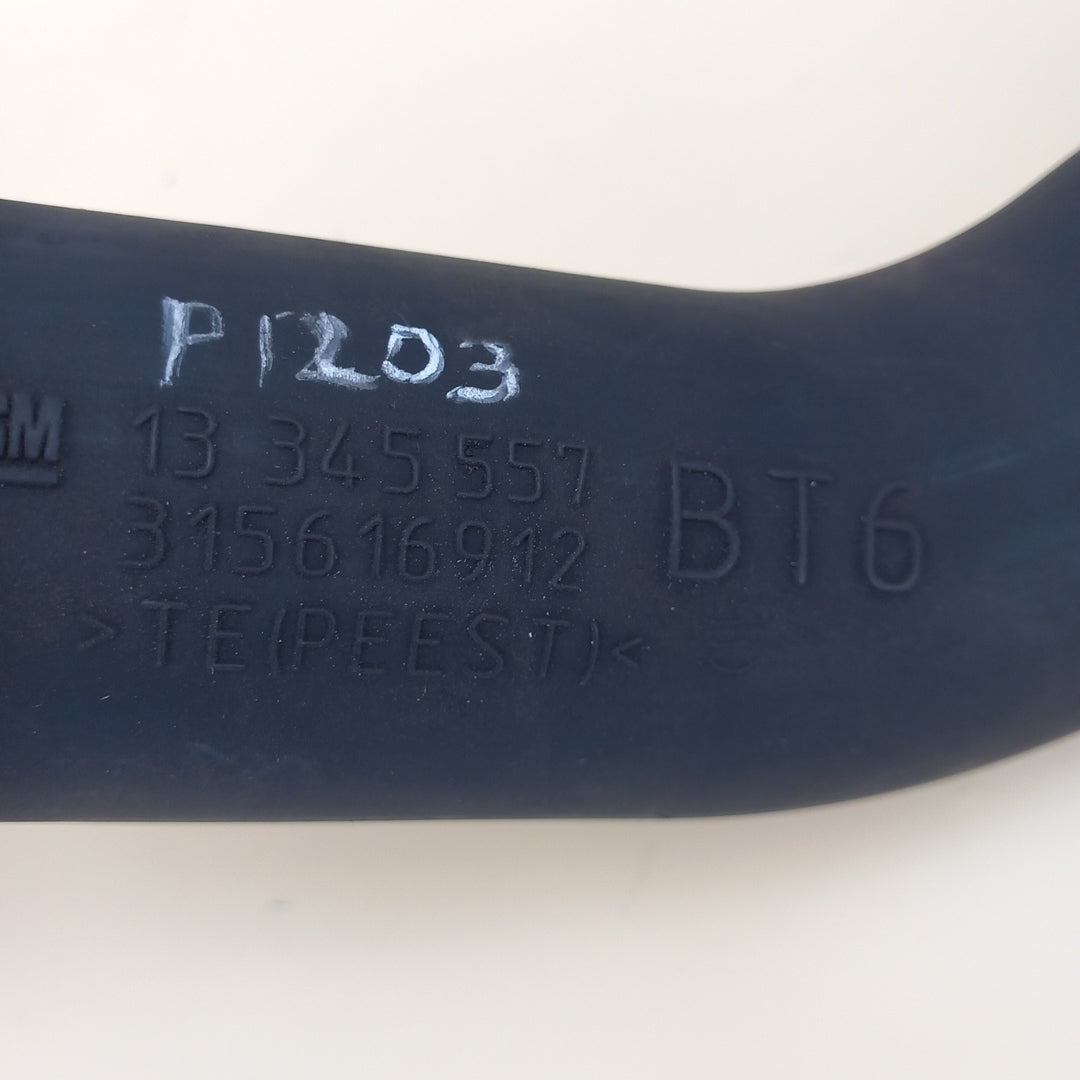 P1203
GM 13 345 557
315616912 BT6
>TE(PEEST)<